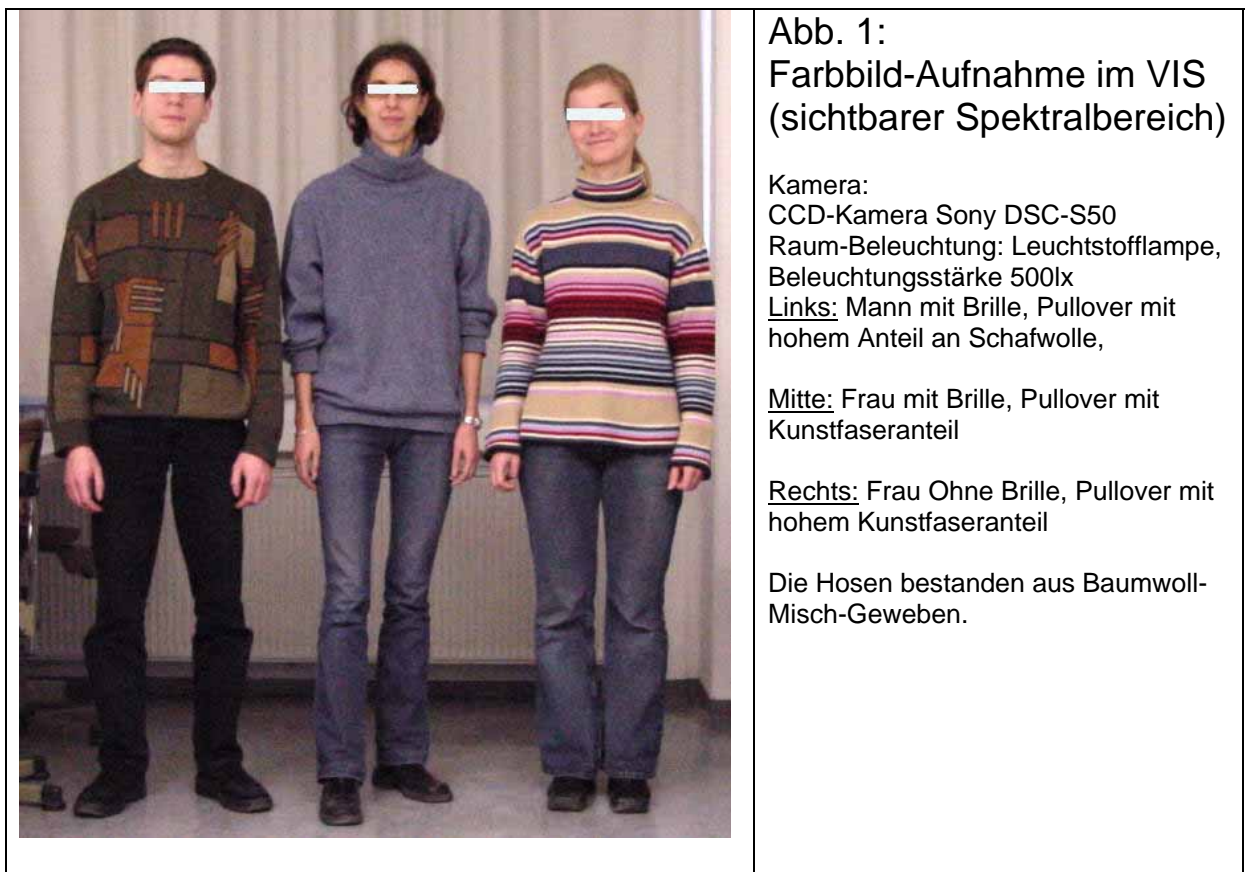 Abb. 1:
Farbbild-Aufnahme im VIS
(sichtbarer Spektralbereich)
Kamera:
CCD-Kamera Sony DSC-S50
Raum-Beleuchtung: Leuchtstofflampe,
Beleuchtungsstärke 500lx
Links: Mann mit Brille, Pullover mit
hohem Anteil an Schafwolle,
Mitte: Frau mit Brille, Pullover mit
Kunstfaseranteil
Rechts: Frau Ohne Brille, Pullover mit
hohem Kunstfaseranteil
Die Hosen bestanden aus Baumwoll-
Misch-Geweben.